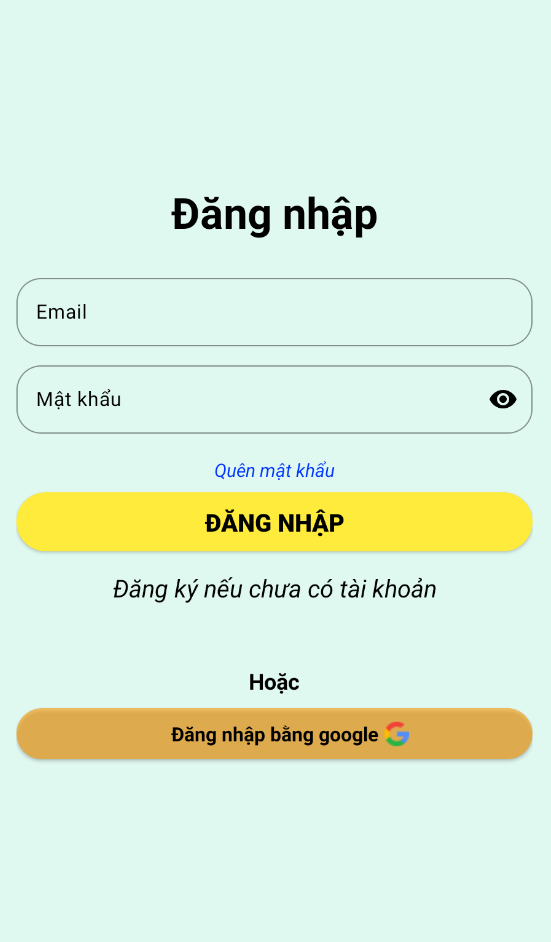 Đăng nhập
Email
Mật khẩu
Quên mật khẩu
ĐĂNG NHẬP
Đăng ký nếu chưa có tài khoản
Hoặc
Đăng nhập bằng google